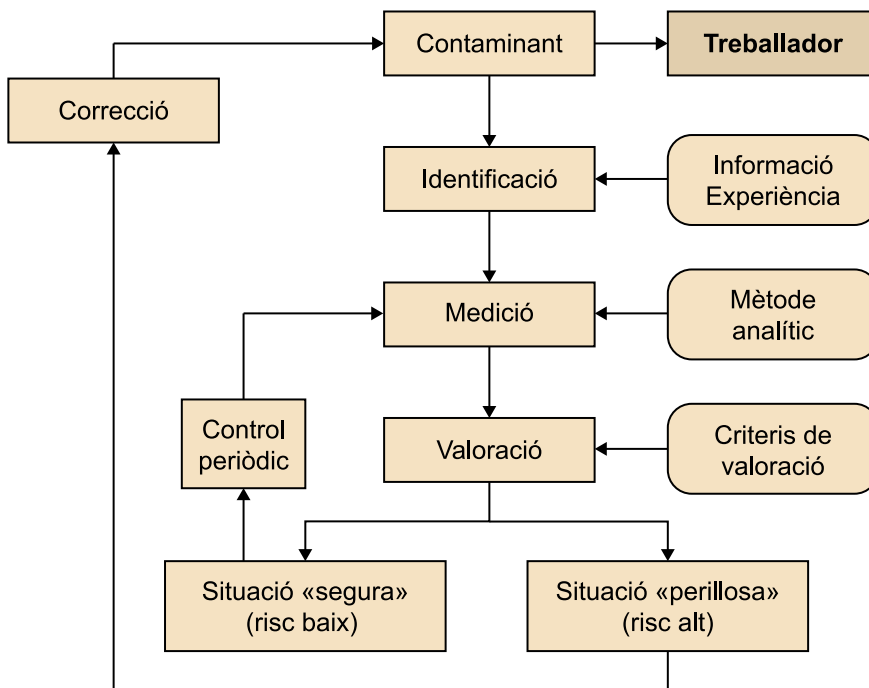 Contaminant
Treballador
Correcció
Identificació
Informació
Experiència
Medició
Mètode
analític
Control
periòdic
Valoració
Criteris de
valoració
Situació «segura»
(risc baix)
Situació «perillosa»
(risc alt)